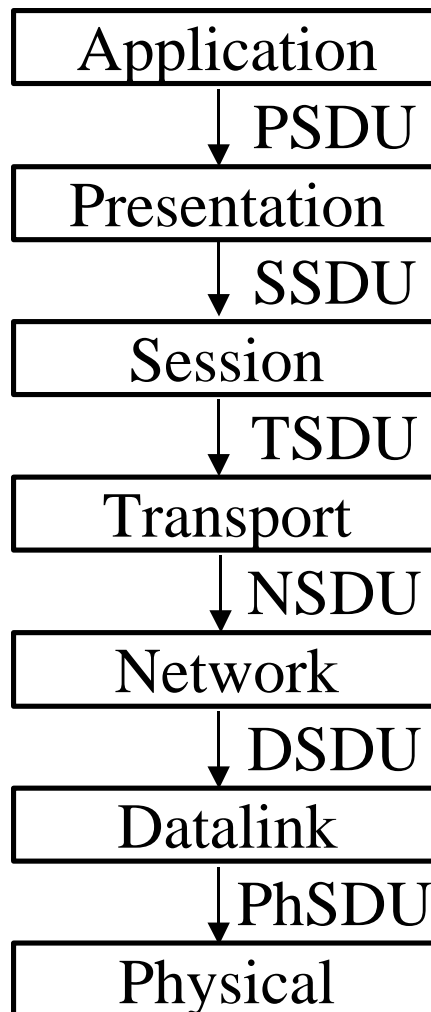 Application
PSDU
Presentation
SSDU
Session
TSDU
Transport
NSDU
Network
DSDU
Datalink
PhSDU
Physical